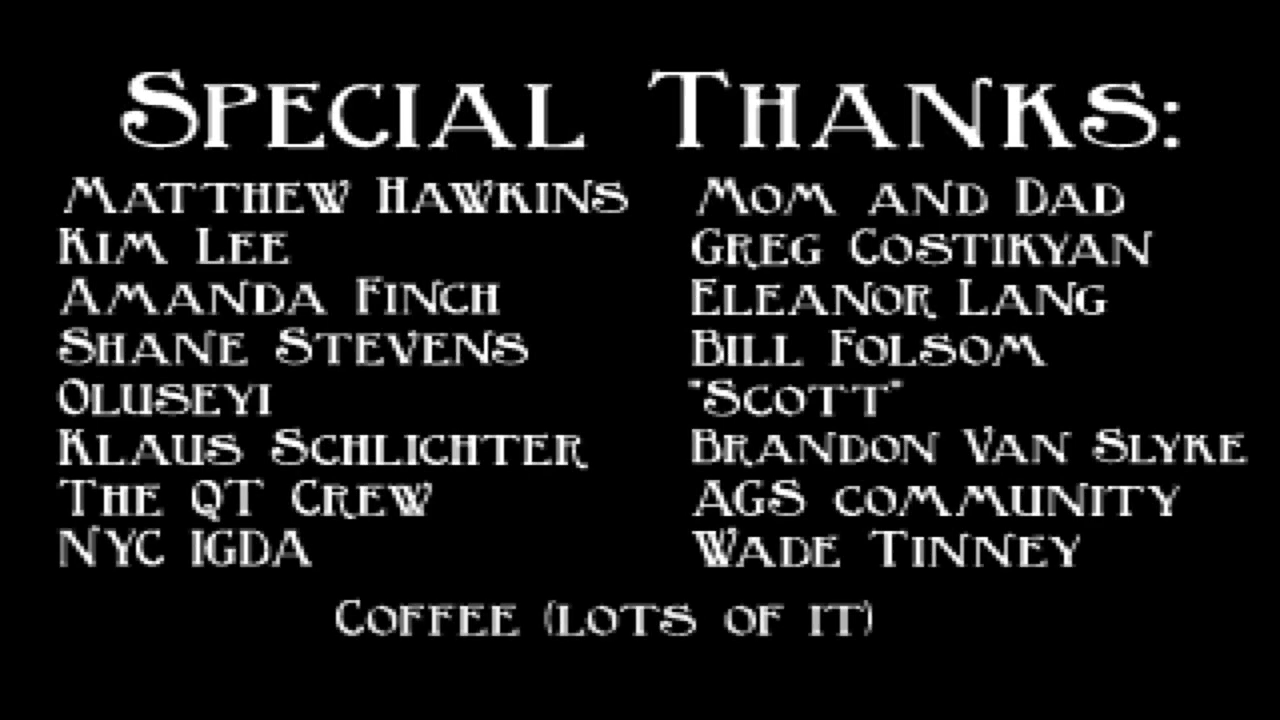 Special Thanks:
Matthew Hawkins
Kim Lee
Amanda Finch
Shane Stevens
Oluseyi
Klaus Schlichter
The QT Crew
NYC IGDA
Mom and Dad
Greg Costikyan
Eleanor Lang
Bill Folsom
"Scott"
Brandon Van Slyke
AGS community
Wade Tinney
Coffee (lots of it)